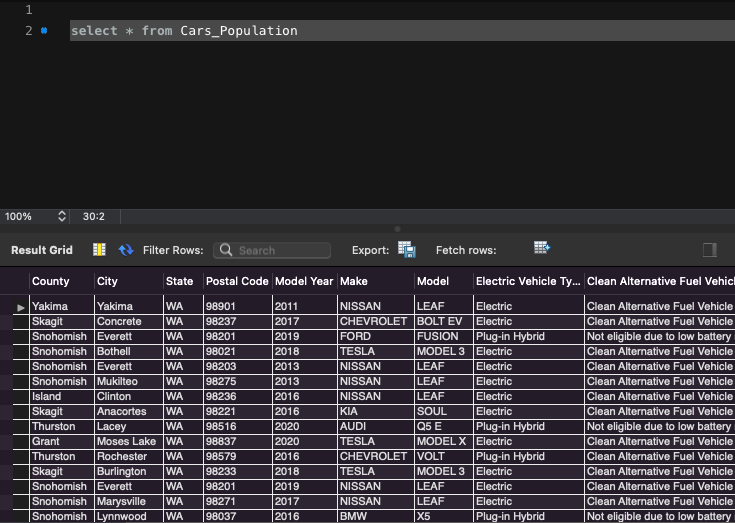 1
2 select * from Cars_Population
100% 30:2
Result Grid Filter Rows: Search Export: Fetch rows:
County City State Postal Code Model Year Make Model Electric Vehicle Ty... Clean Alternative Fuel Vehicl
Yakima Yakima WA 98901 2011 NISSAN LEAF Electric Clean Alternative Fuel Vehicle
Skagit Concrete WA 98237 2017 CHEVROLET BOLT EV Electric Clean Alternative Fuel Vehicle
Snohomish Everett WA 98201 2019 FORD FUSION Plug-in Hybrid Not eligible due to low battery
Snohomish Bothell WA 98021 2018 TESLA MODEL 3 Electric Clean Alternative Fuel Vehicle
Snohomish Everett WA 98203 2013 NISSAN LEAF Electric Clean Alternative Fuel Vehicle
Snohomish Mukilteo WA 98275 2013 NISSAN LEAF Electric Clean Alternative Fuel Vehicle
Island Clinton WA 98236 2016 NISSAN LEAF Electric Clean Alternative Fuel Vehicle
Skagit Anacortes WA 98221 2016 KIA SOUL Electric Clean Alternative Fuel Vehicle
Thurston Lacey WA 98516 2020 AUDI Q5 E Plug-in Hybrid Not eligible due to low battery
Grant Moses Lake WA 98837 2020 TESLA MODEL X Electric Clean Alternative Fuel Vehicle
Thurston Rochester WA 98579 2016 CHEVROLET VOLT Plug-in Hybrid Clean Alternative Fuel Vehicle
Skagit Burlington WA 98233 2018 TESLA MODEL 3 Electric Clean Alternative Fuel Vehicle
Snohomish Everett WA 98201 2019 NISSAN LEAF Electric Clean Alternative Fuel Vehicle
Snohomish Marysville WA 98271 2017 NISSAN LEAF Electric Clean Alternative Fuel Vehicle
Snohomish Lynnwood WA 98037 2016 BMW X5 Plug-in Hybrid Not eligible due to low battery